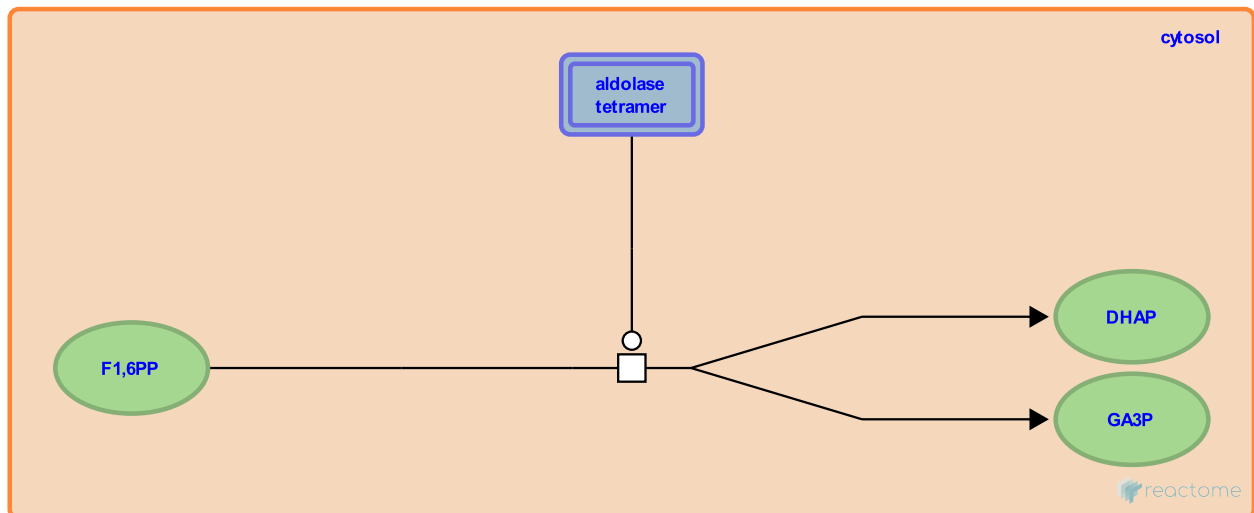 cytosol
aldolase
tetramer
F1,6PP
DHAP
GA3P
reactome